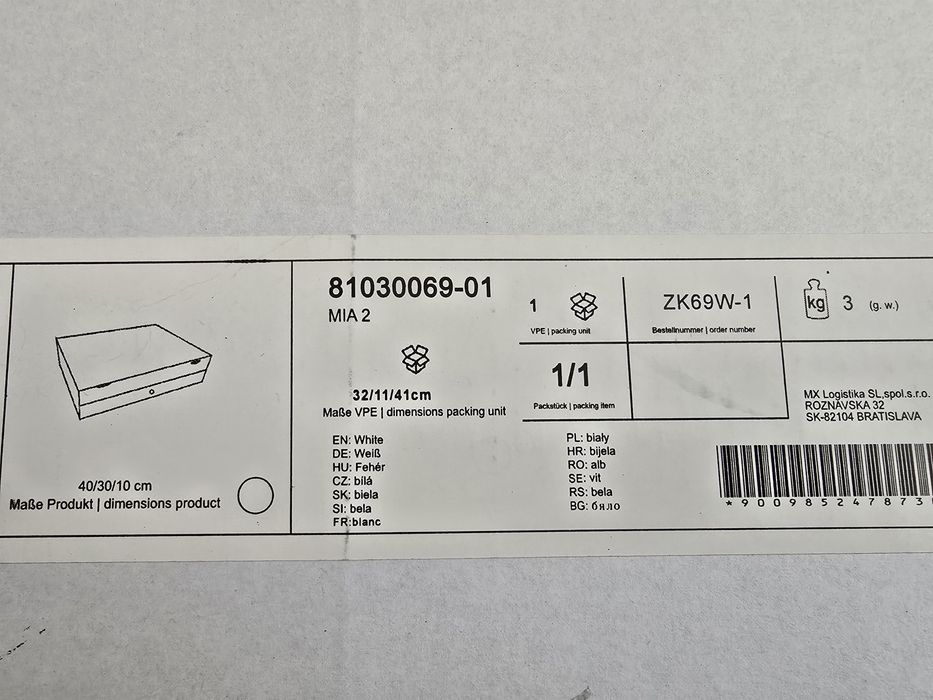 81030069-01
MIA 2
32/11/41cm
Maße VPE | dimensions packing unit
EN: White
DE: Weiß
HU: Fehér
CZ: bílá
SK: biela
SI: bela
FR:blanc
PL: biały
HR: bijela
RO: alb
SE: vit
RS: bela
BG: бяло
40/30/10 cm
Maße Produkt | dimensions product
1
VPE | packing unit
ZK69W-1
Bestellnummer | order number
kg 3 (g. w.)
1/1
Packstück | packing item
MX Logistika SL,spol.s.r.o.
ROZNÁVSKA 32
SK-82104 BRATISLAVA
*900985247873